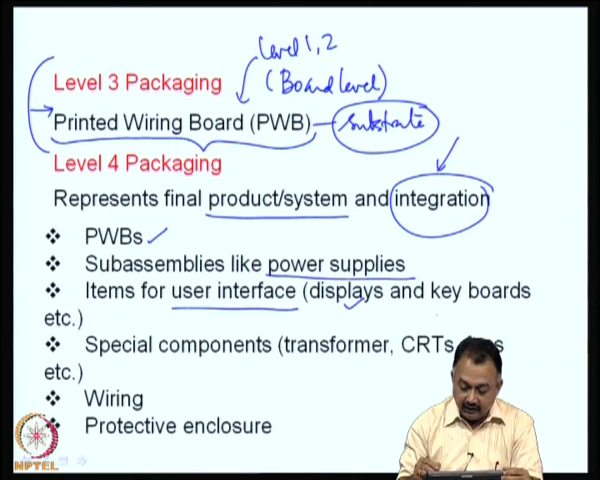 Level 1, 2
Level 3 Packaging (Board level)
Printed Wiring Board (PWB) - substrate
Level 4 Packaging
Represents final product/system and integration
❖ PWBs ✓
❖ Subassemblies like power supplies
❖ Items for user interface (displays and key boards
etc.)
❖ Special components (transformer, CRTs,
etc.)
❖ Wiring
❖ Protective enclosure
NPTEL